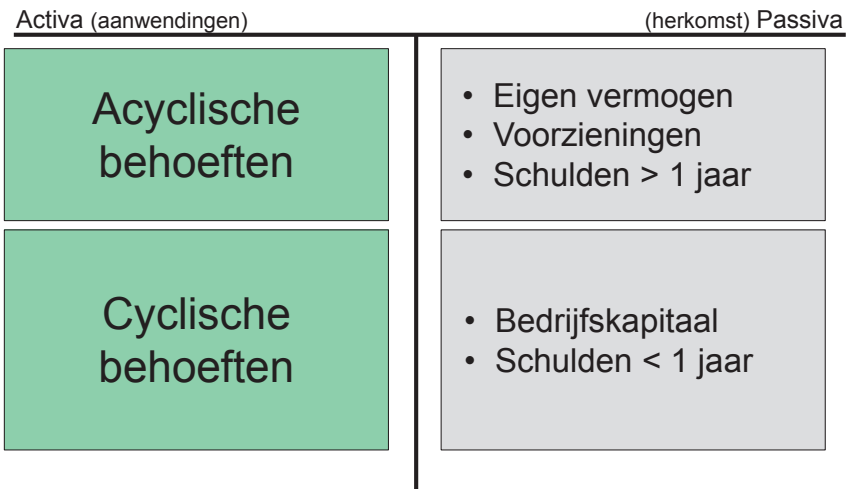 Activa (aanwendingen)
(herkomst) Passiva
Acyclische
behoeften
• Eigen vermogen
• Voorzieningen
• Schulden > 1 jaar
Cyclische
behoeften
• Bedrijfskapitaal
• Schulden < 1 jaar